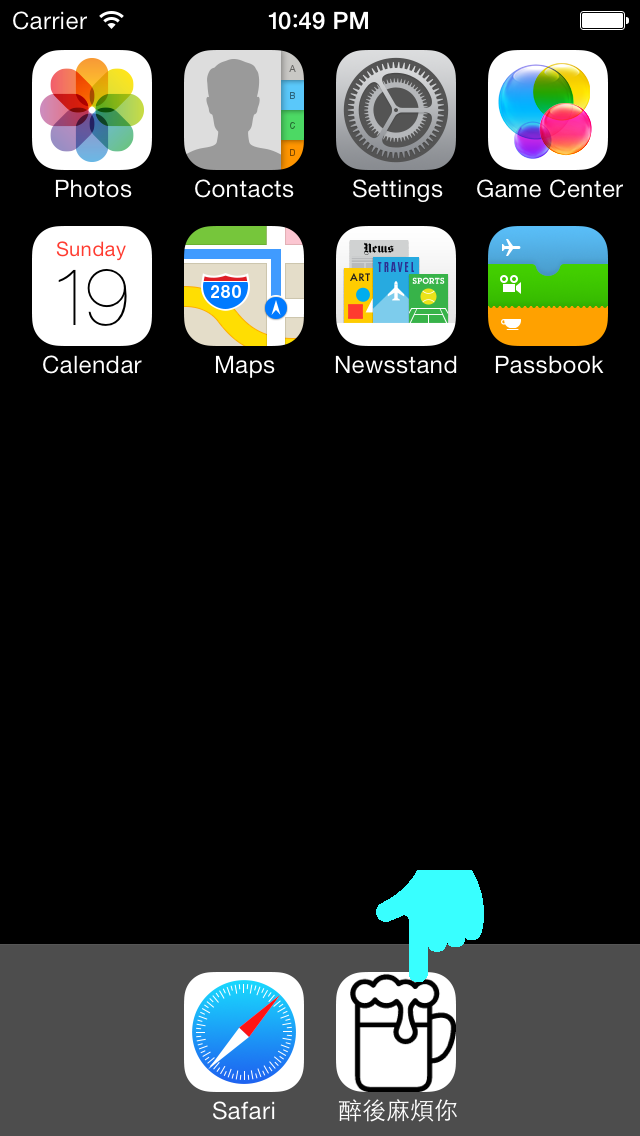 Carrier 10:49 PM
Photos Contacts Settings Game Center
A
B
C
D
Sunday
19
280
News
ART TRAVEL SPORTS
Calendar Maps Newsstand Passbook
Safari 醉後麻煩你